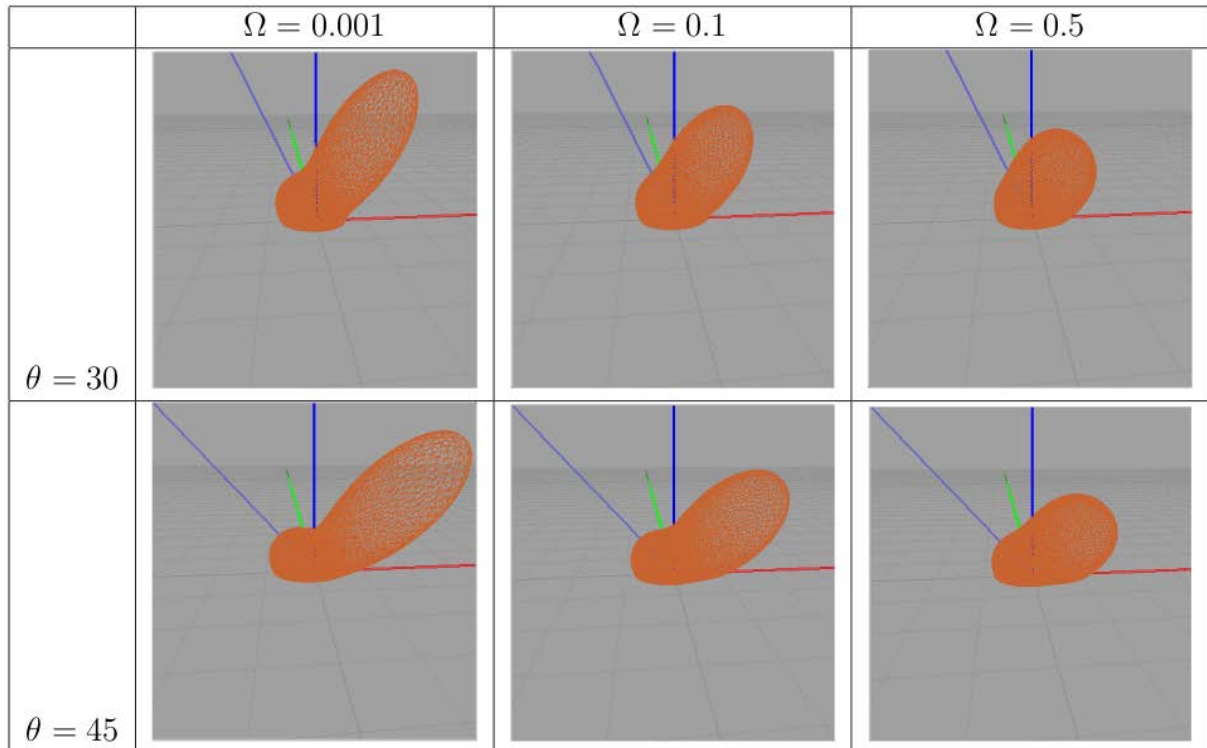 Ω = 0.001 Ω = 0.1 Ω = 0.5
θ = 30
θ = 45